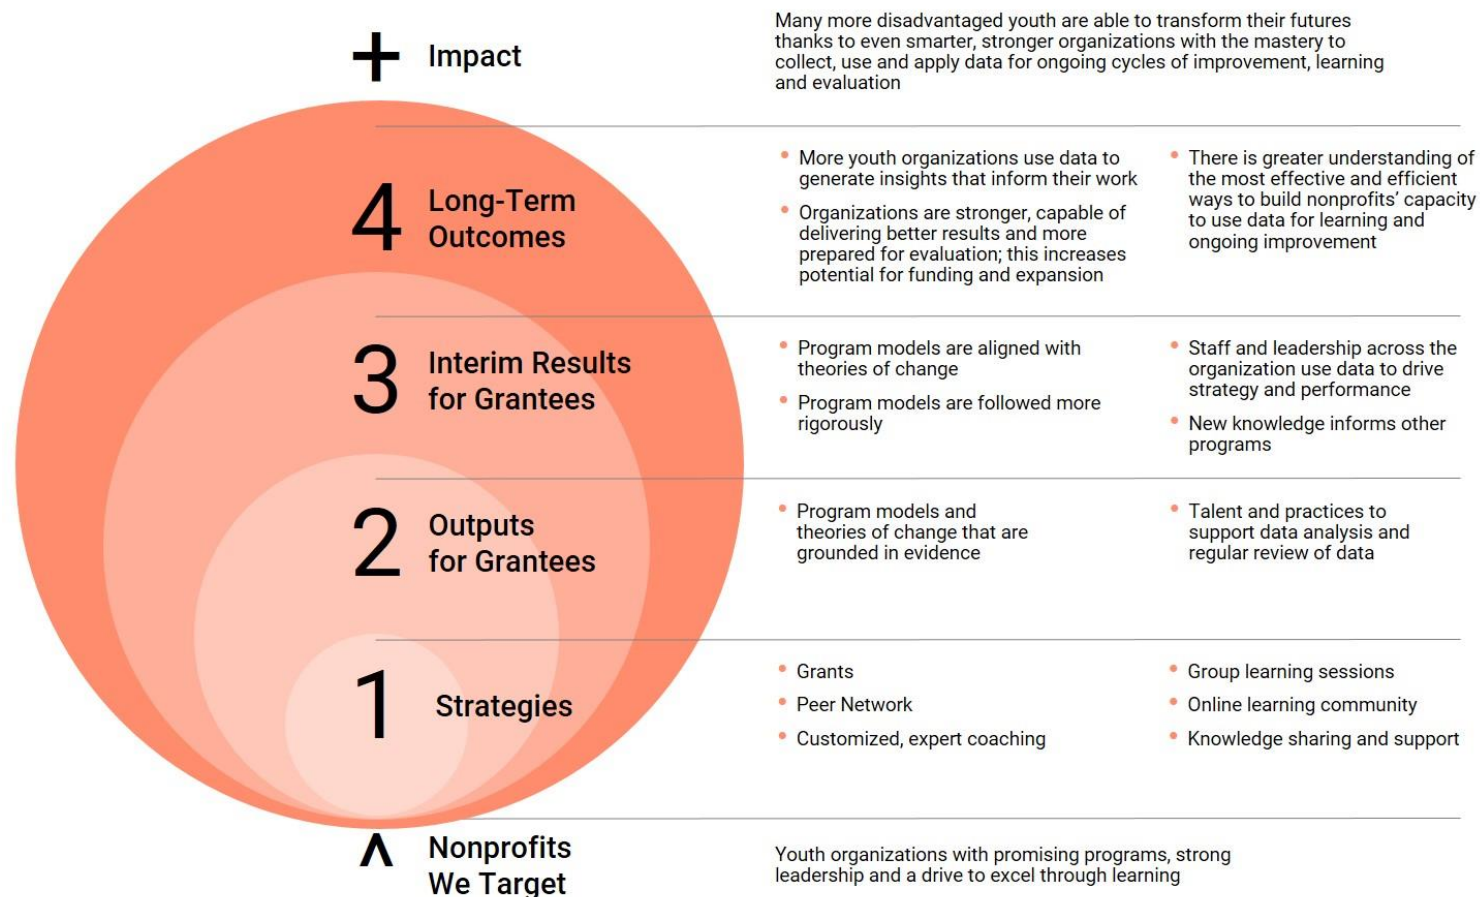 + Impact
Many more disadvantaged youth are able to transform their futures
thanks to even smarter, stronger organizations with the mastery to
collect, use and apply data for ongoing cycles of improvement, learning
and evaluation
4 Long-Term
Outcomes
• More youth organizations use data to
generate insights that inform their work
• Organizations are stronger, capable of
delivering better results and more
prepared for evaluation; this increases
potential for funding and expansion
• There is greater understanding of
the most effective and efficient
ways to build nonprofits’ capacity
to use data for learning and
ongoing improvement
3 Interim Results
for Grantees
• Program models are aligned with
theories of change
• Program models are followed more
rigorously
• Staff and leadership across the
organization use data to drive
strategy and performance
• New knowledge informs other
programs
2 Outputs
for Grantees
• Program models and
theories of change that are
grounded in evidence
• Talent and practices to
support data analysis and
regular review of data
1 Strategies
• Grants
• Peer Network
• Customized, expert coaching
• Group learning sessions
• Online learning community
• Knowledge sharing and support
^ Nonprofits
We Target
Youth organizations with promising programs, strong
leadership and a drive to excel through learning